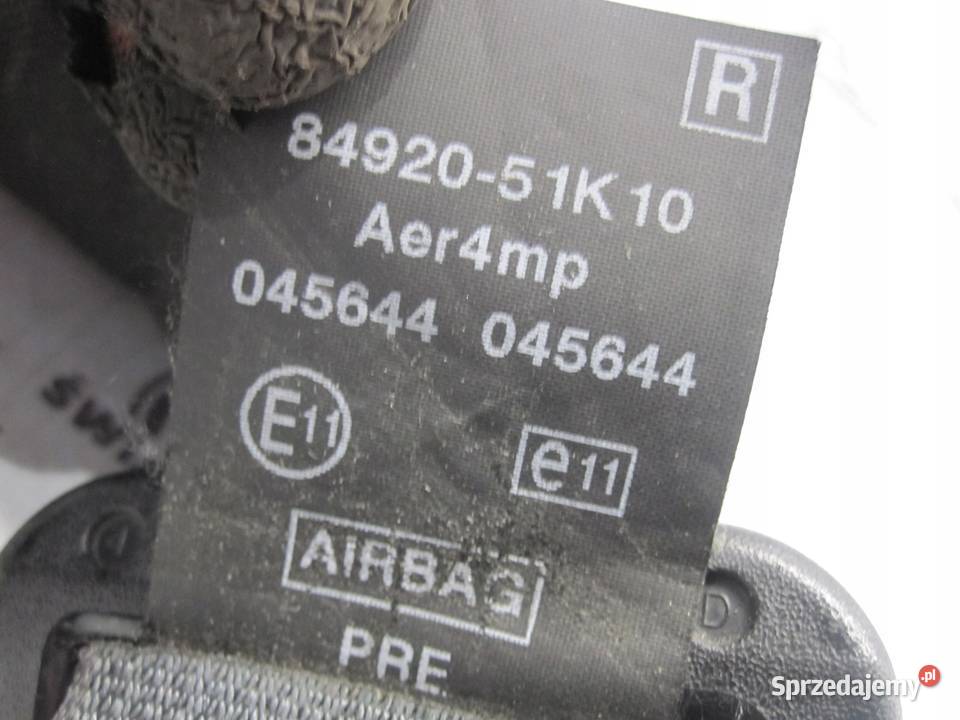 R
84920-51K10
Aer4mp
045644 045644
E11
e11
AIRBAG
PRE
D
Sprzedajemy.pl